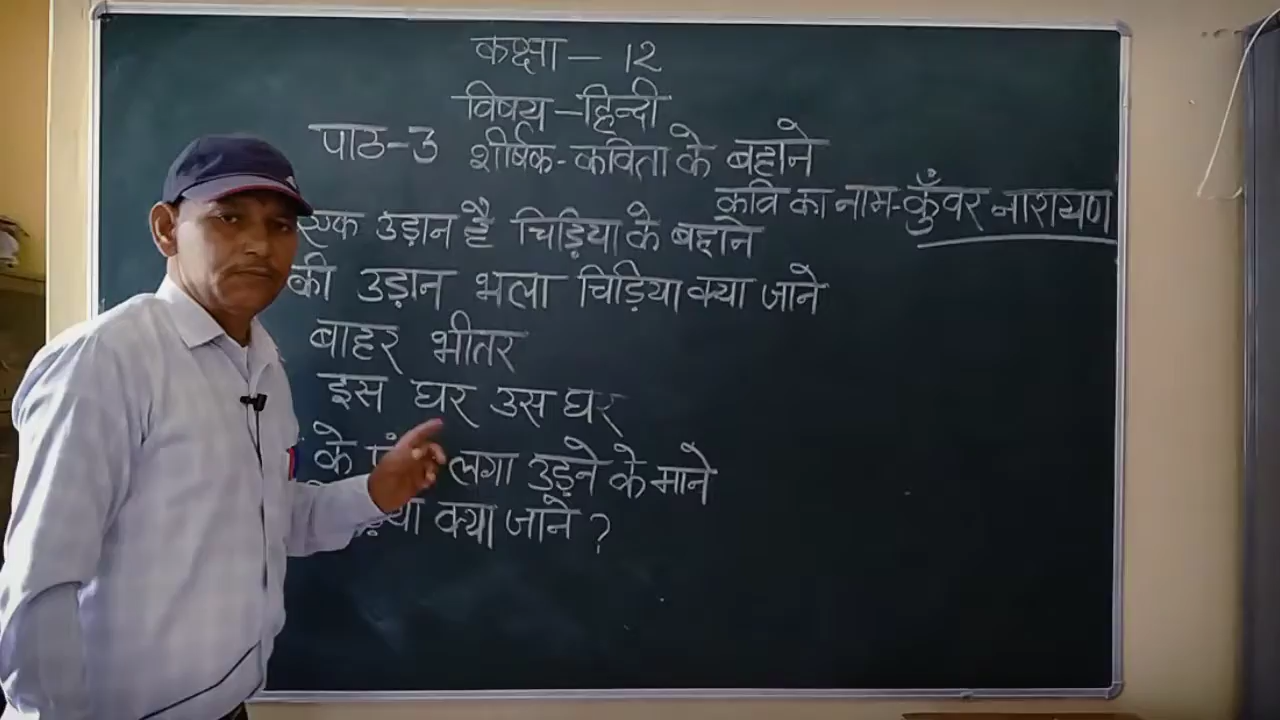 कक्षा – 12
विषय – हिन्दी
पाठ-3 शीर्षक-कविता के बहाने
कवि का नाम-कुँवर नारायण
एक उड़ान है चिड़िया के बहाने
की उड़ान भला चिड़िया क्या जाने
बाहर भीतर
इस घर उस घर
के लगा उड़ने के माने
क्या जाने ?